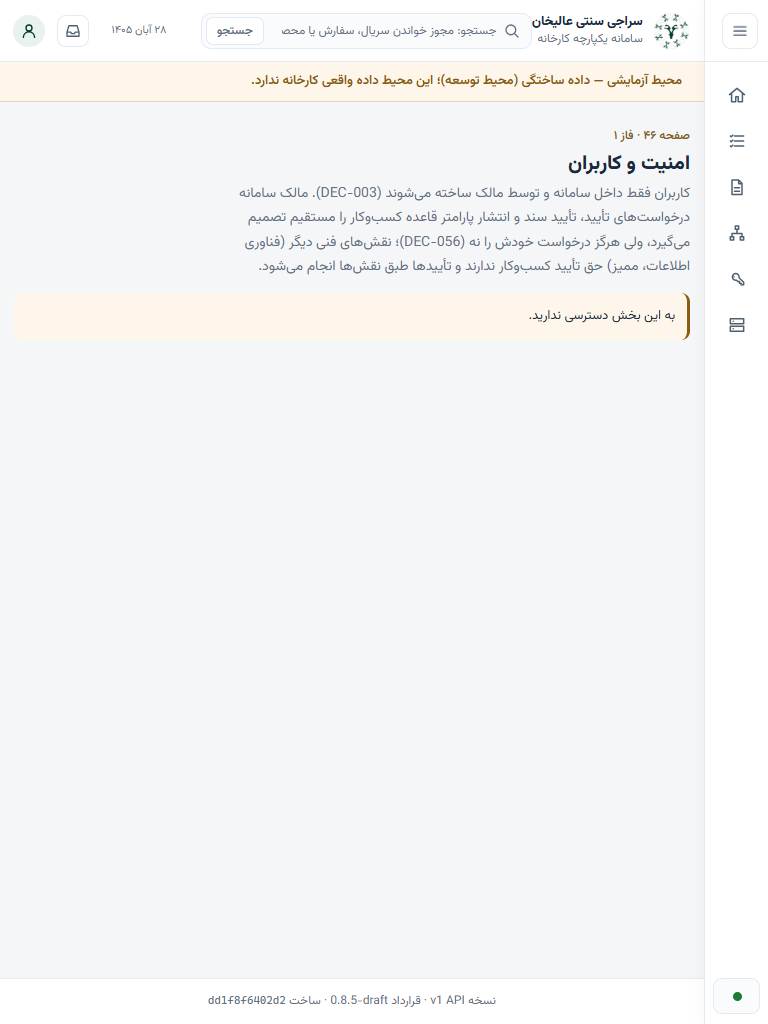 سراجی سنتی عالیخان
سامانه یکپارچه کارخانه
جستجو: مجوز خواندن سریال، سفارش یا محصـ
جستجو
۲۸ آبان ۱۴۰۵
محیط آزمایشی — داده ساختگی (محیط توسعه)؛ این محیط داده واقعی کارخانه ندارد.
صفحه ۴۶ · فاز ۱
امنیت و کاربران
کاربران فقط داخل سامانه و توسط مالک ساخته می‌شوند (DEC-003). مالک سامانه
درخواست‌های تأیید، تأیید سند و انتشار پارامتر قاعده کسب‌وکار را مستقیم تصمیم
می‌گیرد، ولی هرگز درخواست خودش را نه (DEC-056)؛ نقش‌های فنی دیگر (فناوری
اطلاعات، ممیز) حق تأیید کسب‌وکار ندارند و تأییدها طبق نقش‌ها انجام می‌شود.
به این بخش دسترسی ندارید.
نسخه v1 API · قرارداد 0.8.5-draft · ساخت dd1f8f6402d2